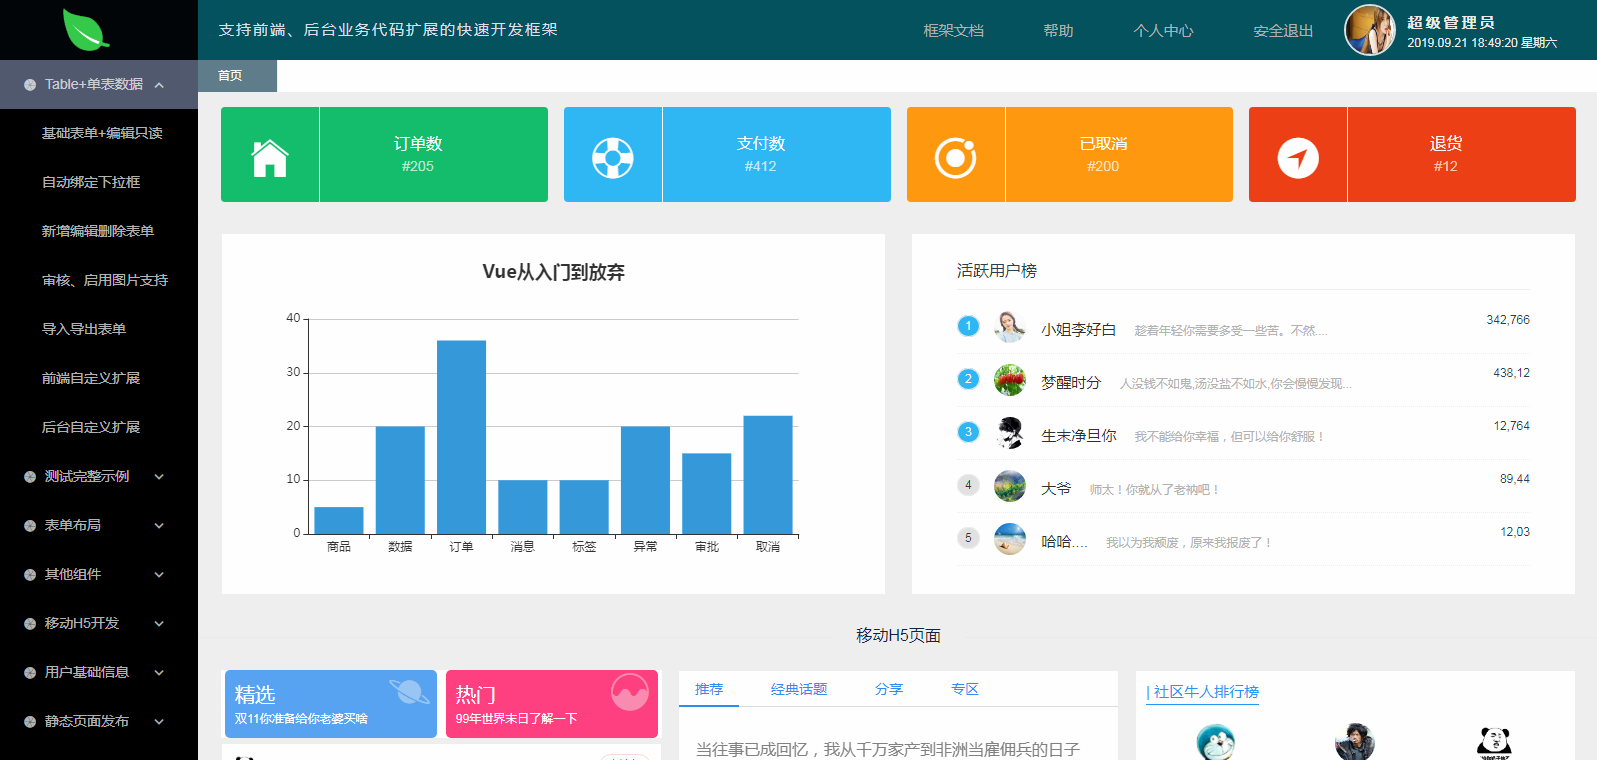 支持前端、后台业务代码扩展的快速开发框架
框架文档
帮助
个人中心
安全退出
超级管理员
2019.09.21 18:49:20 星期六
Table+单表数据
基础表单+编辑只读
自动绑定下拉框
新增编辑删除表单
审核、启用图片支持
导入导出表单
前端自定义扩展
后台自定义扩展
测试完整示例
表单布局
其他组件
移动H5开发
用户基础信息
静态页面发布
首页
订单数
#205
支付数
#412
已取消
#200
退货
#12
Vue从入门到放弃
40
30
20
10
0
商品 数据 订单 消息 标签 异常 审批 取消
活跃用户榜
1 小姐李好白 趁着年轻你需要多受一些苦。不然.... 342,766
2 梦醒时分 人没钱不如鬼,汤没盐不如水,你会慢慢发现... 438,12
3 生末净旦你 我不能给你幸福，但可以给你舒服！ 12,764
4 大爷 师太！你就从了老衲吧！ 89,44
5 哈哈.... 我以为我颓废，原来我报废了！ 12,03
移动H5页面
精选
双11你准备给你老婆买啥
热门
99年世界末日了解一下
推荐 经典话题 分享 专区
当往事已成回忆，我从千万家产到非洲当雇佣兵的日子
| 社区牛人排行榜